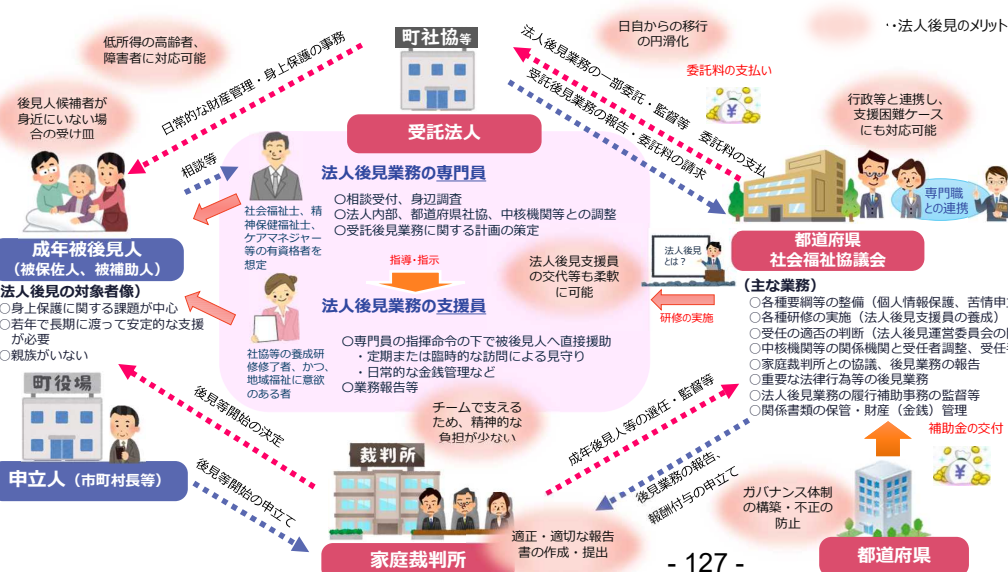 低所得の高齢者、
障害者に対応可能
後見人候補者が
身近にいない場
合の受け皿
日常的な財産管理・身上保護の事務
相談等
町社協等
受託法人
日自からの移行
の円滑化
・・法人後見のメリット
法人後見業務の一部委託・監督等 委託料の支払
受託後見業務の報告・委託料の請求
委託料の支払い
行政等と連携し、
支援困難ケース
にも対応可能
専門職
との連携
都道府県
社会福祉協議会
成年被後見人
(被保佐人、被補助人)
法人後見の対象者像)
○身上保護に関する課題が中心
○若年で長期に渡って安定的な支援
が必要
○親族がいない
法人後見業務の専門員
○相談受付、身辺調査
○法人内部、都道府県社協、中核機関等との調整
○受託後見業務に関する計画の策定
社会福祉士、精
神保健福祉士、
ケアマネジャー
等の有資格者を
想定
指導・指示
法人後見支援員
の交代等も柔軟
に可能
法人後見
とは？
研修の実施
法人後見業務の支援員
○専門員の指揮命令の下で被後見人へ直接援助
・定期または臨時的な訪問による見守り
・日常的な金銭管理など
○業務報告等
社協等の養成研
修修了者、かつ、
地域福祉に意欲
のある者
(主な業務)
○各種要綱等の整備（個人情報保護、苦情申
○各種研修の実施（法人後見支援員の養成）
○受任の適否の判断（法人後見運営委員会の
○中核機関等の関係機関と受任者調整、受任
○家庭裁判所との協議、後見業務の報告
○重要な法律行為等の後見業務
○法人後見業務の履行補助事務の監督等
○関係書類の保管・財産（金銭）管理
町役場
申立人（市町村長等）
後見等開始の決定
後見等開始の申立て
チームで支える
ため、精神的な
負担が少ない
裁判所
家庭裁判所
成年後見人等の選任・監督等
後見業務の報告、
報酬付与の申立て
適正・適切な報告
書の作成・提出
ガバナンス体制
の構築・不正の
防止
補助金の交付
都道府県
- 127 -